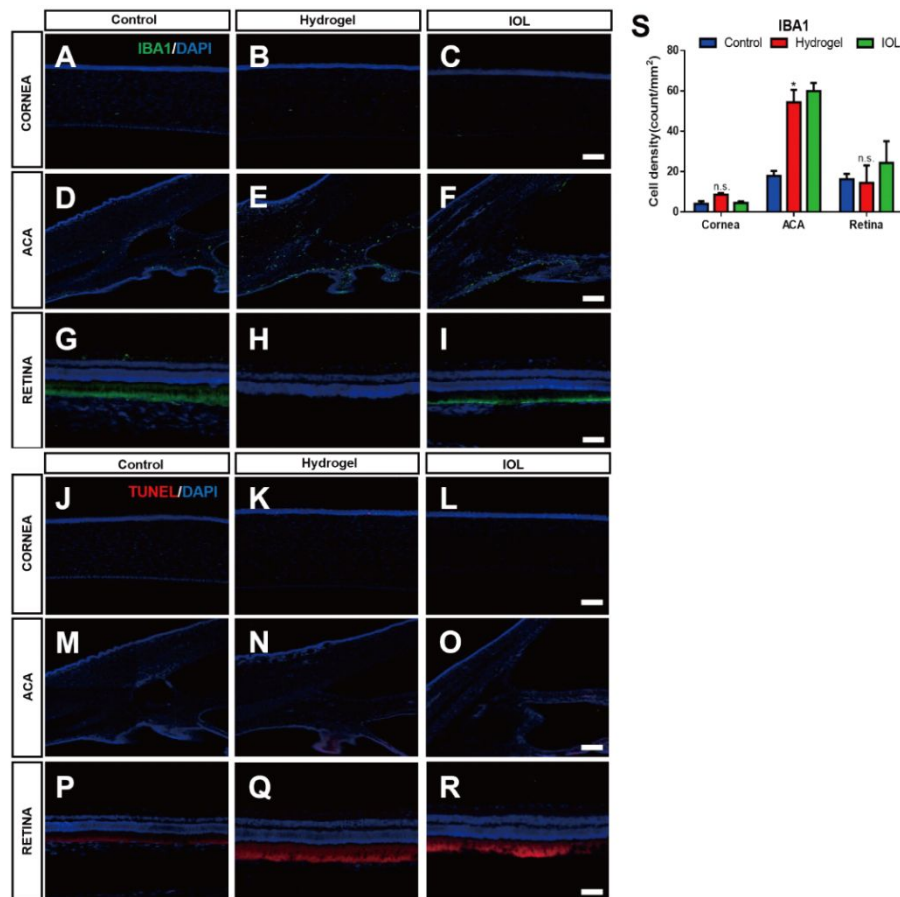 Control Hydrogel IOL
CORNEA
A IBA1/DAPI B C
ACA
D E F
RETINA
G H I
Control Hydrogel IOL
CORNEA
J TUNEL/DAPI K L
ACA
M N O
RETINA
P Q R
S
IBA1
Control Hydrogel IOL
Cell density(count/mm²)
80
60
40
20
0
n.s.
*
n.s.
Cornea ACA Retina